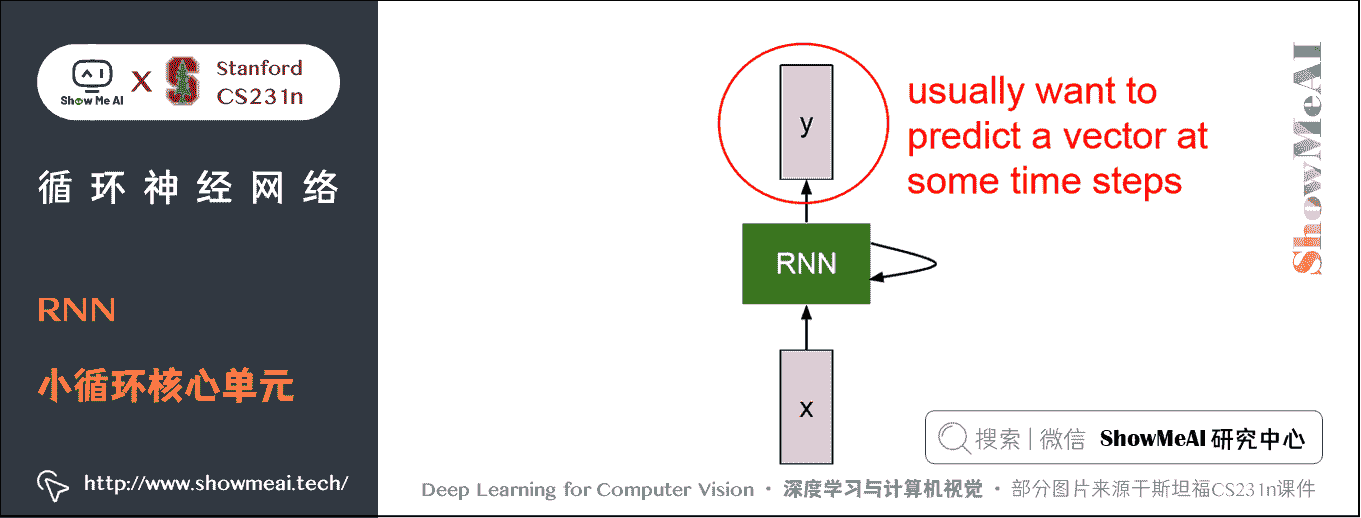 Show Me AI
X
S
Stanford
CS231n
循环神经网络
RNN
小循环核心单元
http://www.showmeai.tech/
y
usually want to
predict a vector at
some time steps
RNN
x
ShowMeAI
搜索 | 微信 ShowMeAI 研究中心
Deep Learning for Computer Vision · 深度学习与计算机视觉 · 部分图片来源于斯坦福CS231n课件